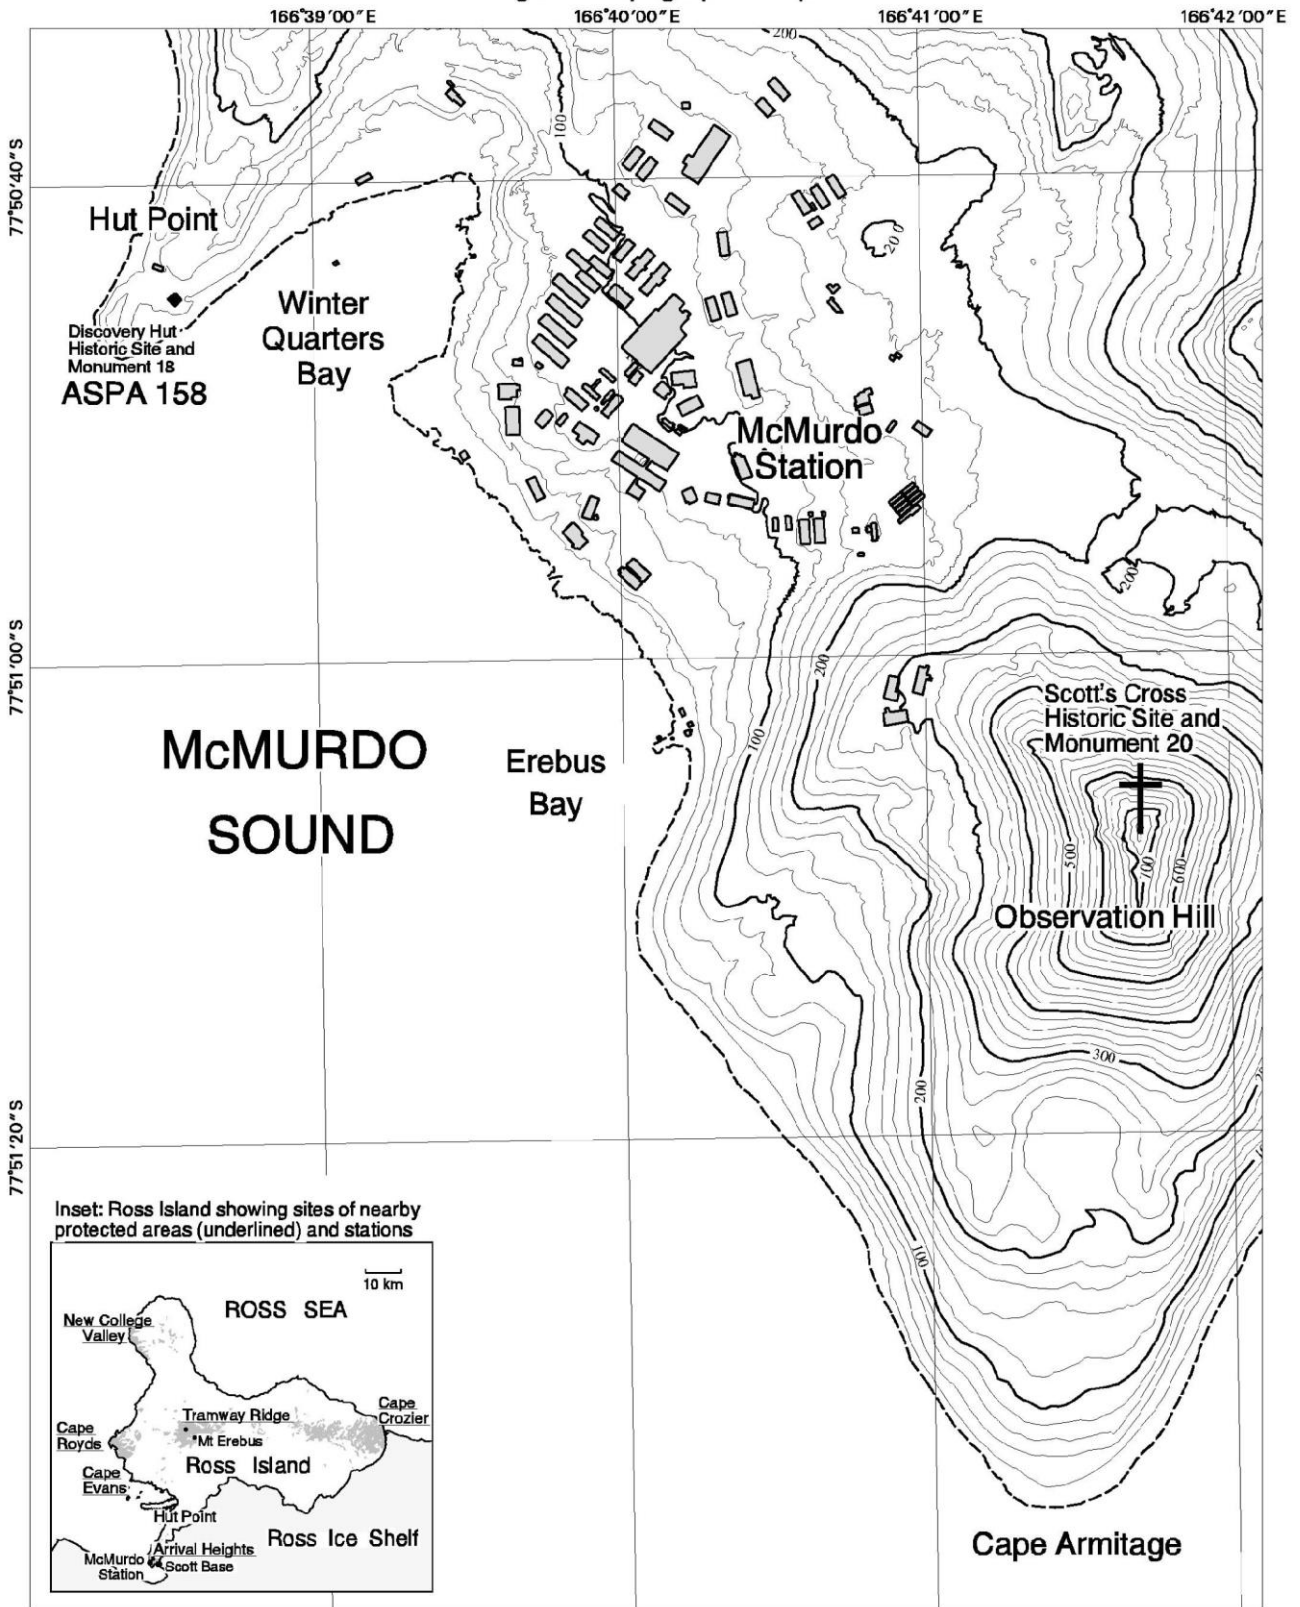 166°39'00"E
166°40'00"E
166°41'00"E
166°42'00"E
200
100
77°50'40"S
Hut Point
200
Winter
Quarters
Bay
Discovery Hut
Historic Site and
Monument 18
ASPA 158
McMurdo
Station
200
77°51'00"S
200
Scott's Cross
Historic Site and
Monument 20
McMURDO
SOUND
100
Erebus
Bay
500
700
600
Observation Hill
300
200
77°51'20"S
100
Inset: Ross Island showing sites of nearby
protected areas (underlined) and stations
10 km
ROSS SEA
New College
Valley
Tramway Ridge
Cape
Crozier
Cape
Royds
Mt Erebus
Ross Island
Cape
Evans
Hut Point
Ross Ice Shelf
Arrival Heights
McMurdo
Station
Scott Base
Cape Armitage